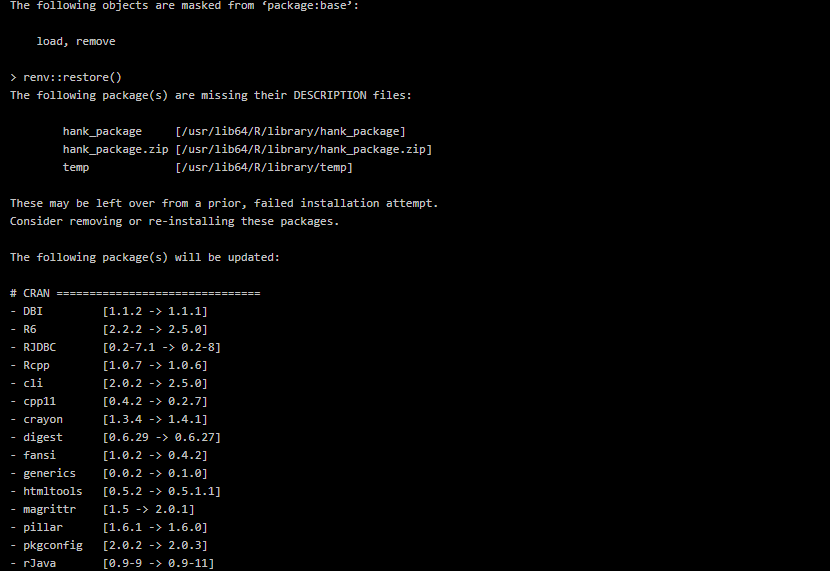 The following objects are masked from ‘package:base’:
load, remove
> renv::restore()
The following package(s) are missing their DESCRIPTION files:
hank_package [/usr/lib64/R/library/hank_package]
hank_package.zip [/usr/lib64/R/library/hank_package.zip]
temp [/usr/lib64/R/library/temp]
These may be left over from a prior, failed installation attempt.
Consider removing or re-installing these packages.
The following package(s) will be updated:
# CRAN ===============================
- DBI [1.1.2 -> 1.1.1]
- R6 [2.2.2 -> 2.5.0]
- RJDBC [0.2-7.1 -> 0.2-8]
- Rcpp [1.0.7 -> 1.0.6]
- cli [2.0.2 -> 2.5.0]
- cpp11 [0.4.2 -> 0.2.7]
- crayon [1.3.4 -> 1.4.1]
- digest [0.6.29 -> 0.6.27]
- fansi [1.0.2 -> 0.4.2]
- generics [0.0.2 -> 0.1.0]
- htmltools [0.5.2 -> 0.5.1.1]
- magrittr [1.5 -> 2.0.1]
- pillar [1.6.1 -> 1.6.0]
- pkgconfig [2.0.2 -> 2.0.3]
- rJava [0.9-9 -> 0.9-11]